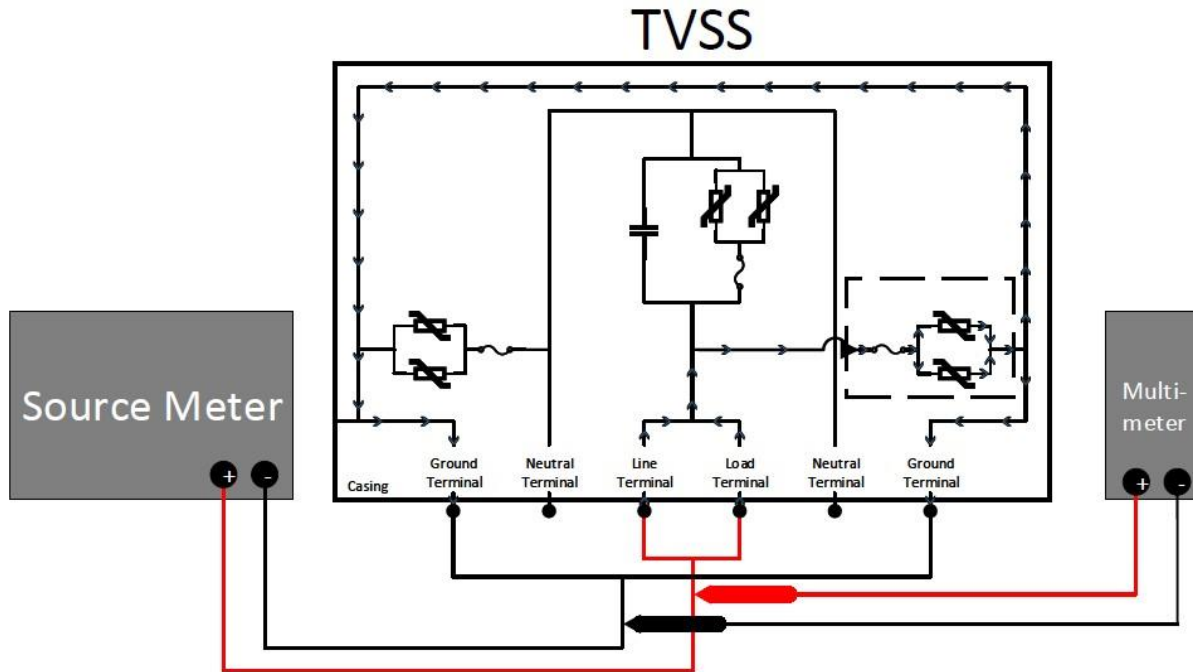 TVSS
Source Meter
+ -
Multi-
meter
+ -
Casing
Ground
Terminal
Neutral
Terminal
Line
Terminal
Load
Terminal
Neutral
Terminal
Ground
Terminal